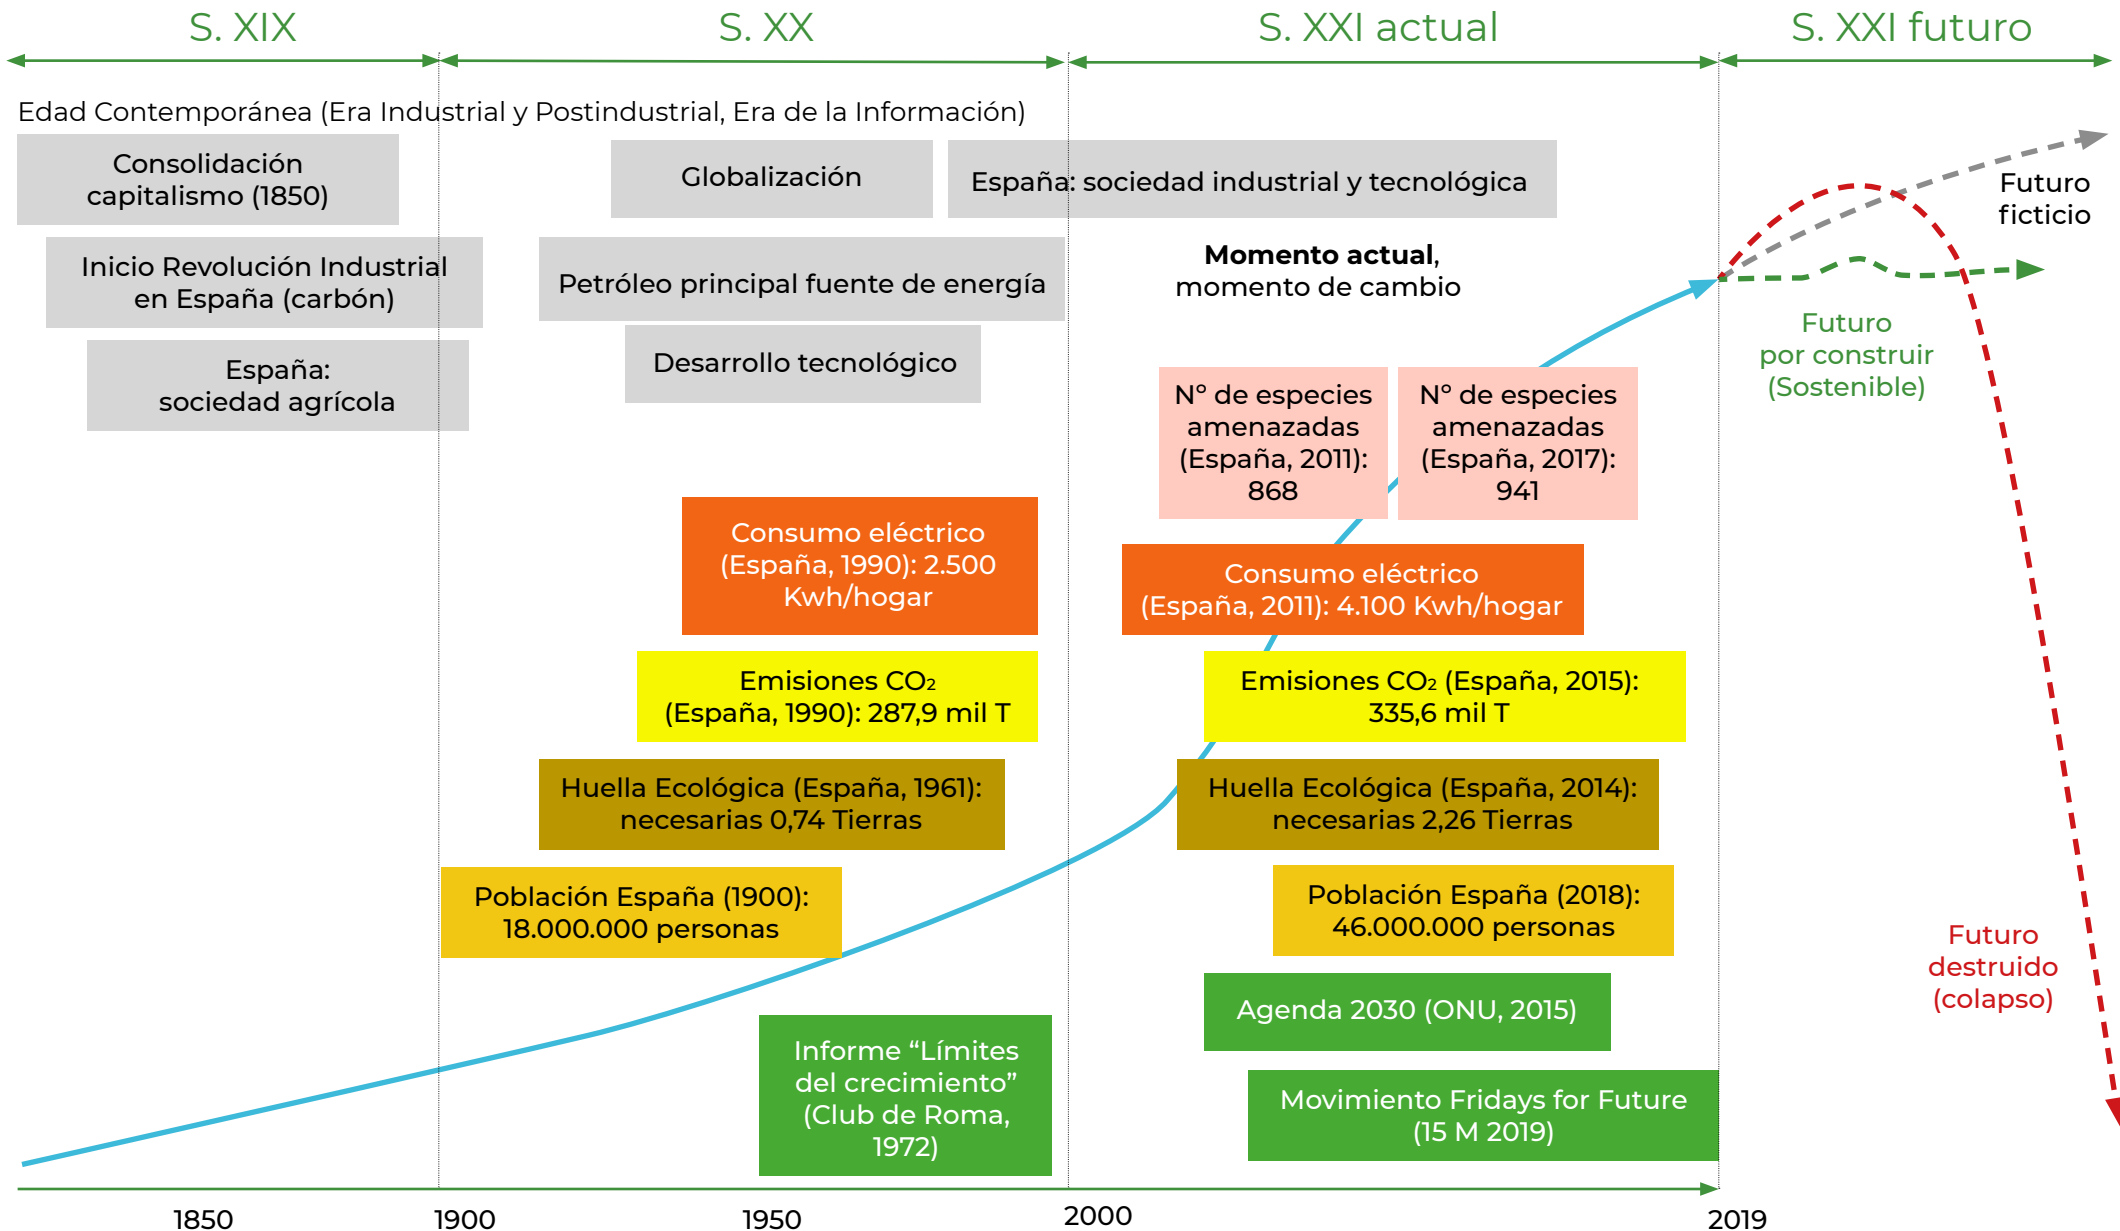 S. XIX
S. XX
S. XXI actual
S. XXI futuro
Edad Contemporánea (Era Industrial y Postindustrial, Era de la Información)
Consolidación
capitalismo (1850)
Inicio Revolución Industrial
en España (carbón)
España:
sociedad agrícola
Globalización
Petróleo principal fuente de energía
Desarrollo tecnológico
España: sociedad industrial y tecnológica
Momento actual,
momento de cambio
Futuro
ficticio
Futuro
por construir
(Sostenible)
Nº de especies
amenazadas
(España, 2011):
868
Nº de especies
amenazadas
(España, 2017):
941
Consumo eléctrico
(España, 1990): 2.500
Kwh/hogar
Consumo eléctrico
(España, 2011): 4.100 Kwh/hogar
Emisiones CO₂
(España, 1990): 287,9 mil T
Emisiones CO₂ (España, 2015):
335,6 mil T
Huella Ecológica (España, 1961):
necesarias 0,74 Tierras
Huella Ecológica (España, 2014):
necesarias 2,26 Tierras
Población España (1900):
18.000.000 personas
Población España (2018):
46.000.000 personas
Futuro
destruido
(colapso)
Informe “Límites
del crecimiento”
(Club de Roma,
1972)
Agenda 2030 (ONU, 2015)
Movimiento Fridays for Future
(15 M 2019)
1850
1900
1950
2000
2019